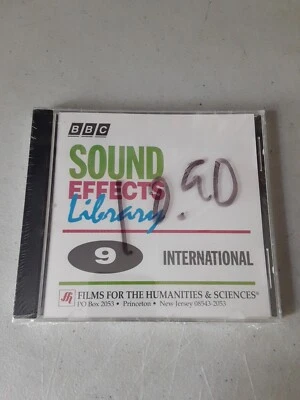 BBC
SOUND
EFFECTS
Library
19.90
9 INTERNATIONAL
FILMS FOR THE HUMANITIES & SCIENCES®
PO Box 2053 • Princeton • New Jersey 08543-2053